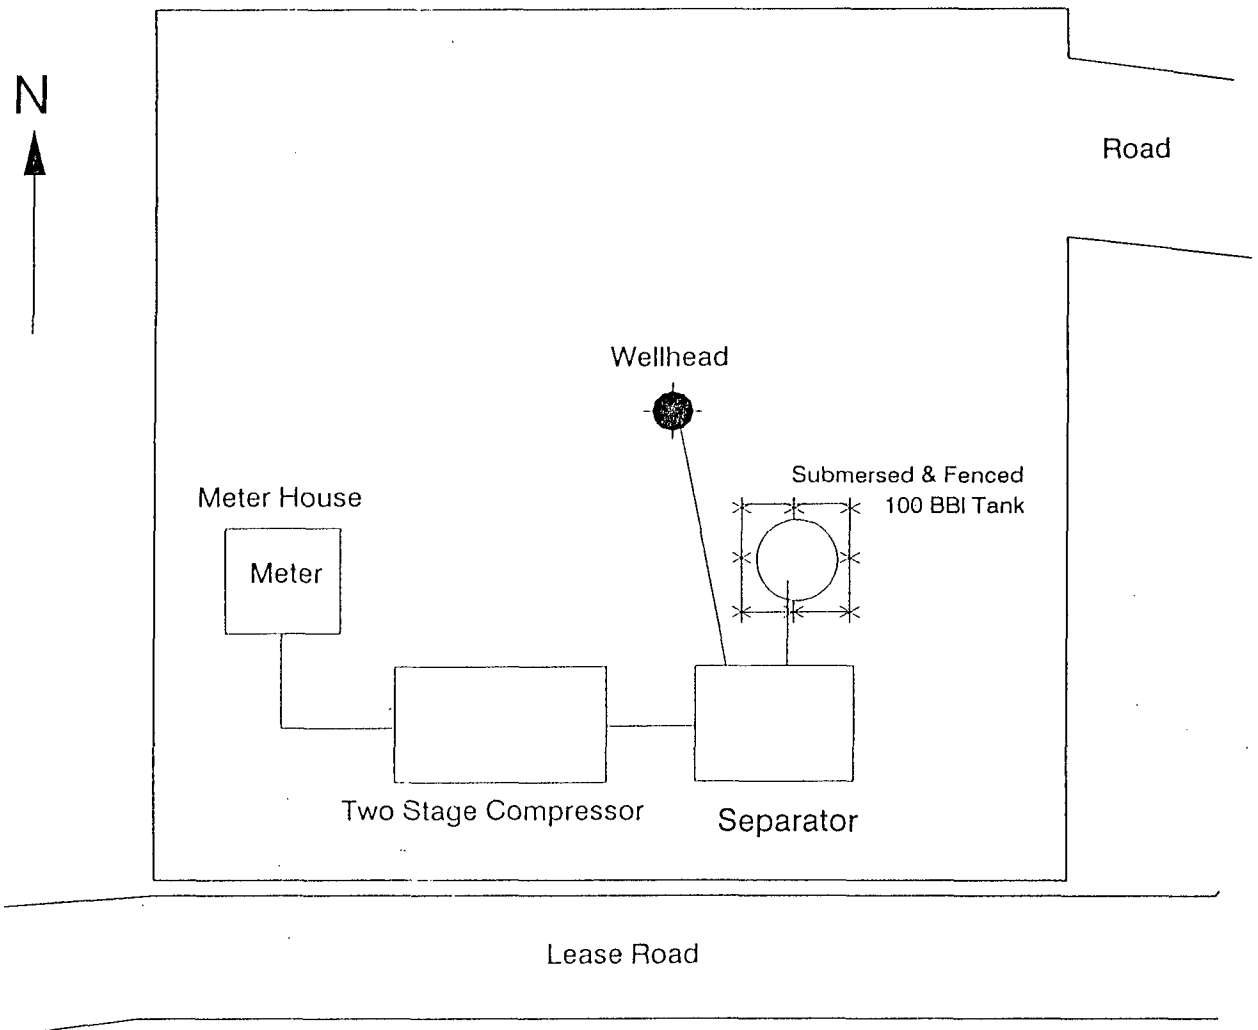 N
Road
Wellhead
Submersed & Fenced
100 BBl Tank
Meter House
Meter
Two Stage Compressor
Separator
Lease Road